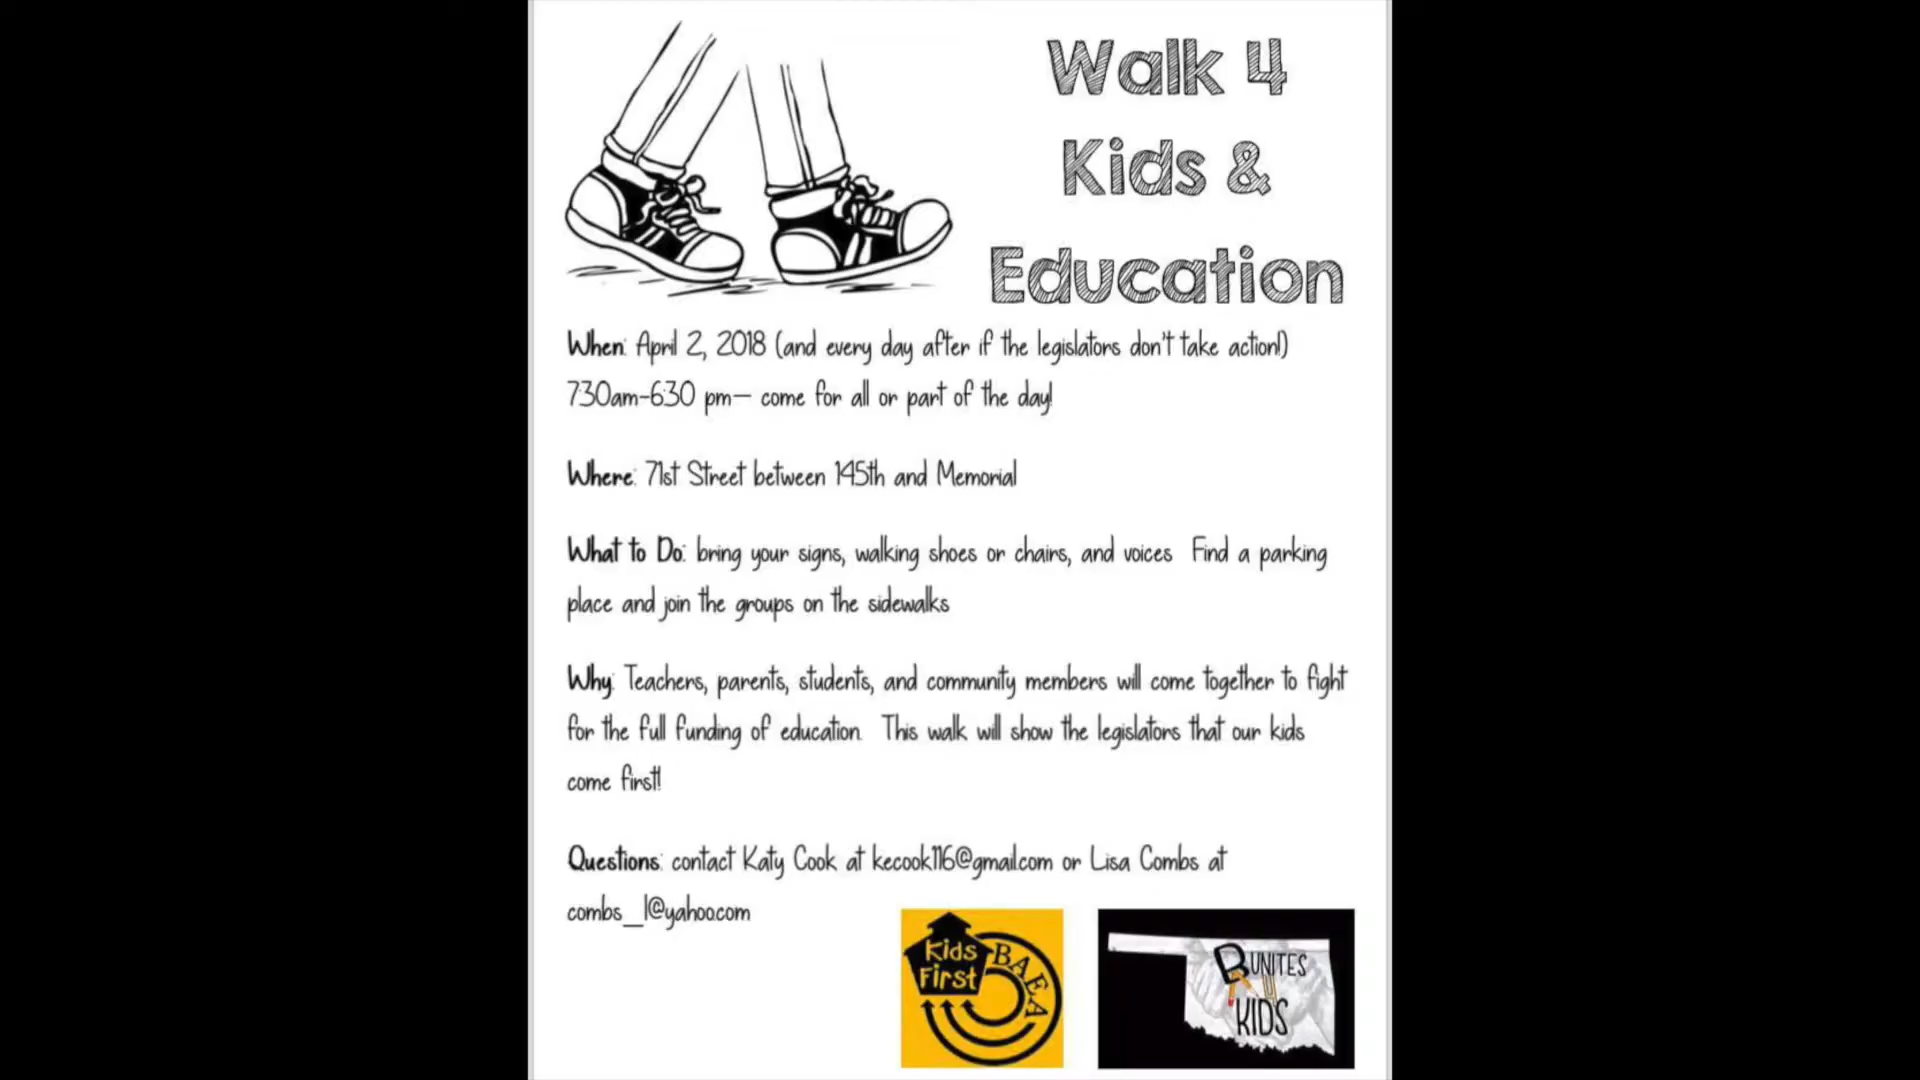 Walk 4
Kids &
Education
When: April 2, 2018 (and every day after if the legislators don't take action!)
7:30am-6:30 pm— come for all or part of the day!
Where: 71st Street between 145th and Memorial
What to Do: bring your signs, walking shoes or chairs, and voices. Find a parking
place and join the groups on the sidewalks.
Why: Teachers, parents, students, and community members will come together to fight
for the full funding of education. This walk will show the legislators that our kids
come first!
Questions: contact Katy Cook at kecook116@gmail.com or Lisa Combs at
combs_l@yahoo.com
Kids
First
BAEA
B UNITES
4
KIDS